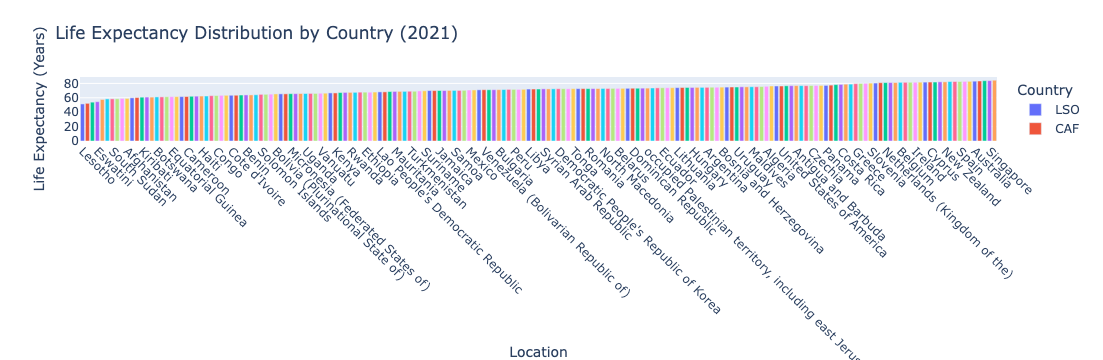 Life Expectancy Distribution by Country (2021)
Life Expectancy (Years)
80
60
40
20
0
Country
LSO
CAF
Lesotho
Eswatini
South Sudan
Afghanistan
Kiribati
Botswana
Equatorial Guinea
Cameroon
Haiti
Congo
Cote d'Ivoire
Benin
Solomon Islands
Bolivia (Plurinational State of)
Micronesia (Federated States of)
Uganda
Vanuatu
Kenya
Rwanda
Ethiopia
Lao People's Democratic Republic
Mauritania
Turkmenistan
Suriname
Jamaica
Samoa
Mexico
Venezuela (Bolivarian Republic of)
Bulgaria
Peru
Libya
Syrian Arab Republic
Democratic People's Republic of Korea
Tonga
Romania
North Macedonia
Belarus
Dominican Republic
occupied Palestinian territory, including east Jerus
Ecuador
Lithuania
Hungary
Argentina
Bosnia and Herzegovina
Uruguay
Maldives
Algeria
United States of America
Antigua and Barbuda
Czechia
Panama
Costa Rica
Greece
Slovenia
Netherlands (Kingdom of the)
Belgium
Ireland
Cyprus
New Zealand
Spain
Australia
Singapore
Location